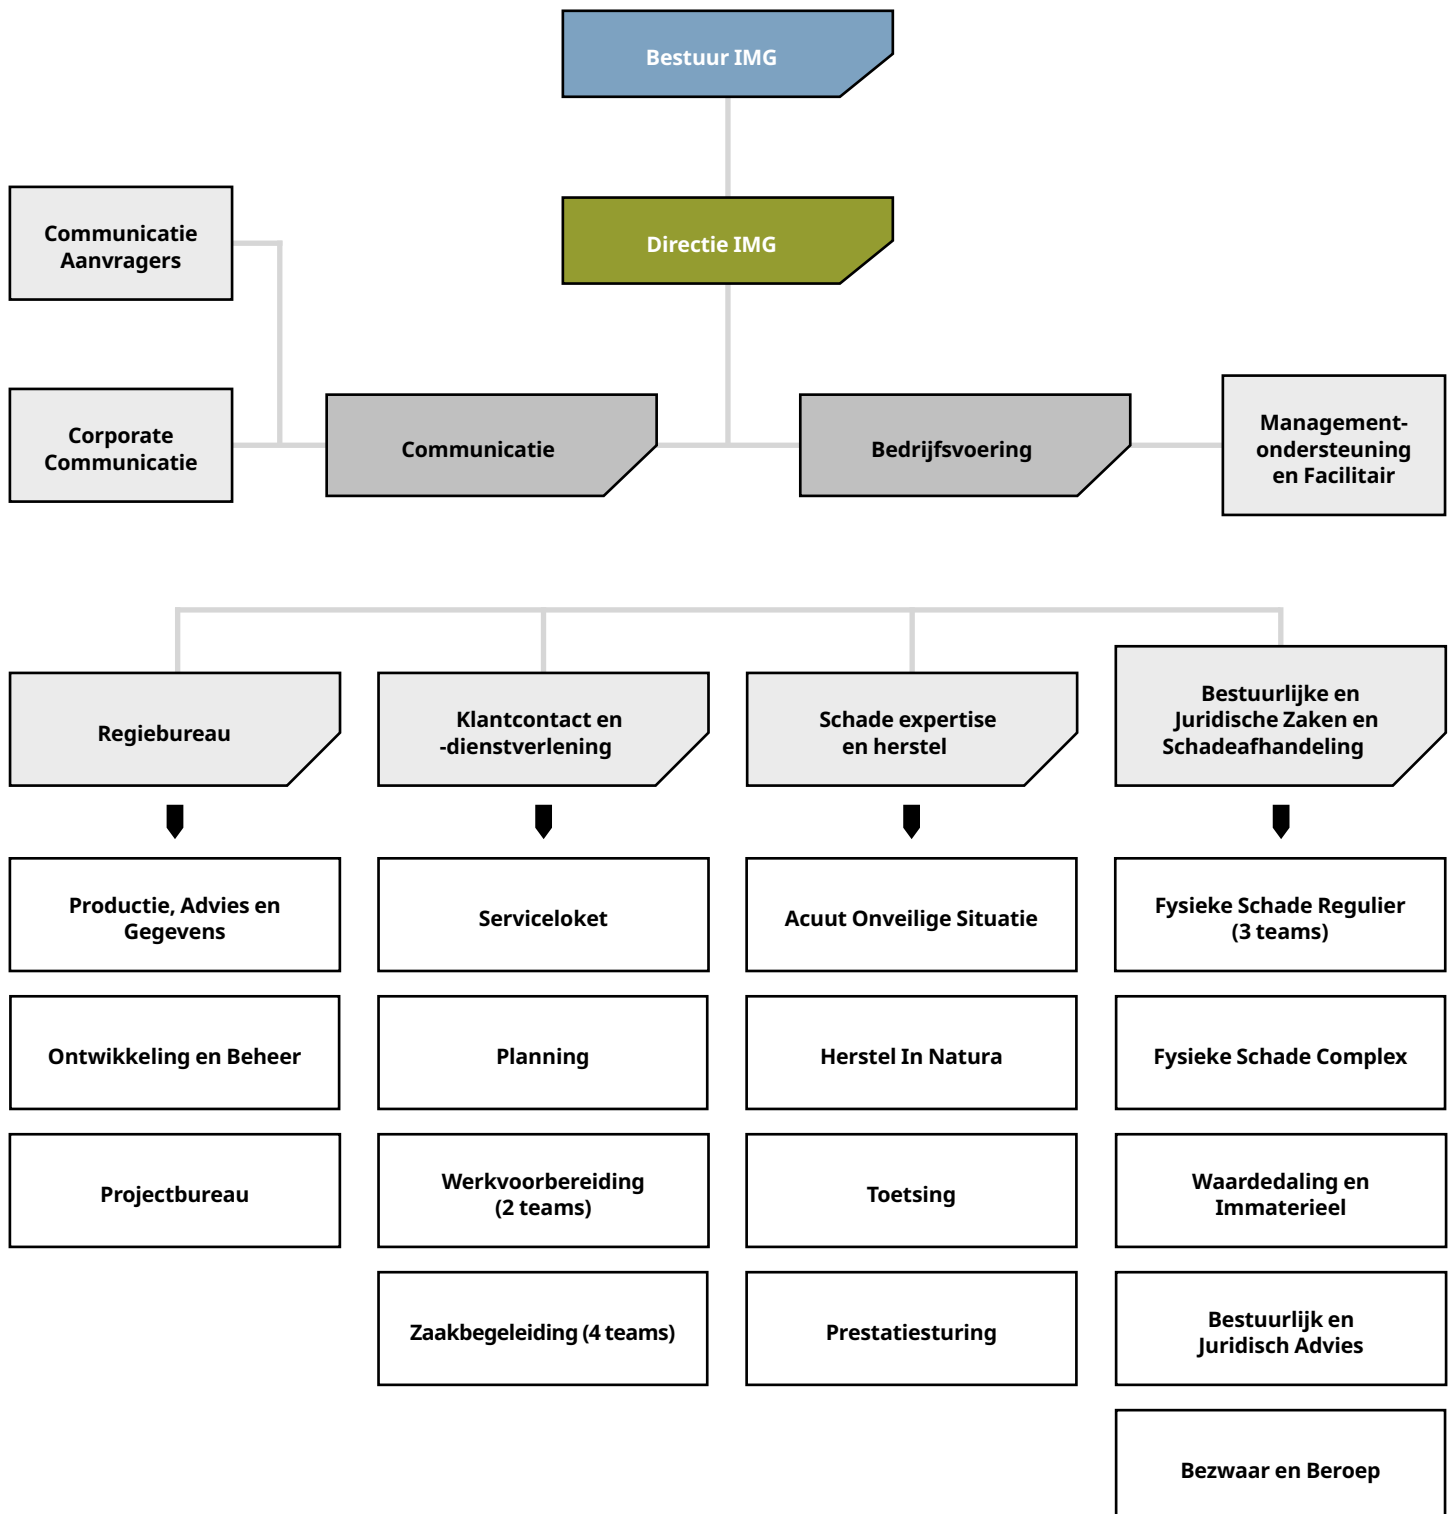 Bestuur IMG
Directie IMG
Communicatie
Aanvragers
Corporate
Communicatie
Communicatie
Bedrijfsvoering
Management-
ondersteuning
en Facilitair
Regiebureau
Klantcontact en
-dienstverlening
Schade expertise
en herstel
Bestuurlijke en
Juridische Zaken en
Schadeafhandeling
Productie, Advies en
Gegevens
Ontwikkeling en Beheer
Projectbureau
Serviceloket
Planning
Werkvoorbereiding
(2 teams)
Zaakbegeleiding (4 teams)
Acuut Onveilige Situatie
Herstel In Natura
Toetsing
Prestatiesturing
Fysieke Schade Regulier
(3 teams)
Fysieke Schade Complex
Waardedaling en
Immaterieel
Bestuurlijk en
Juridisch Advies
Bezwaar en Beroep